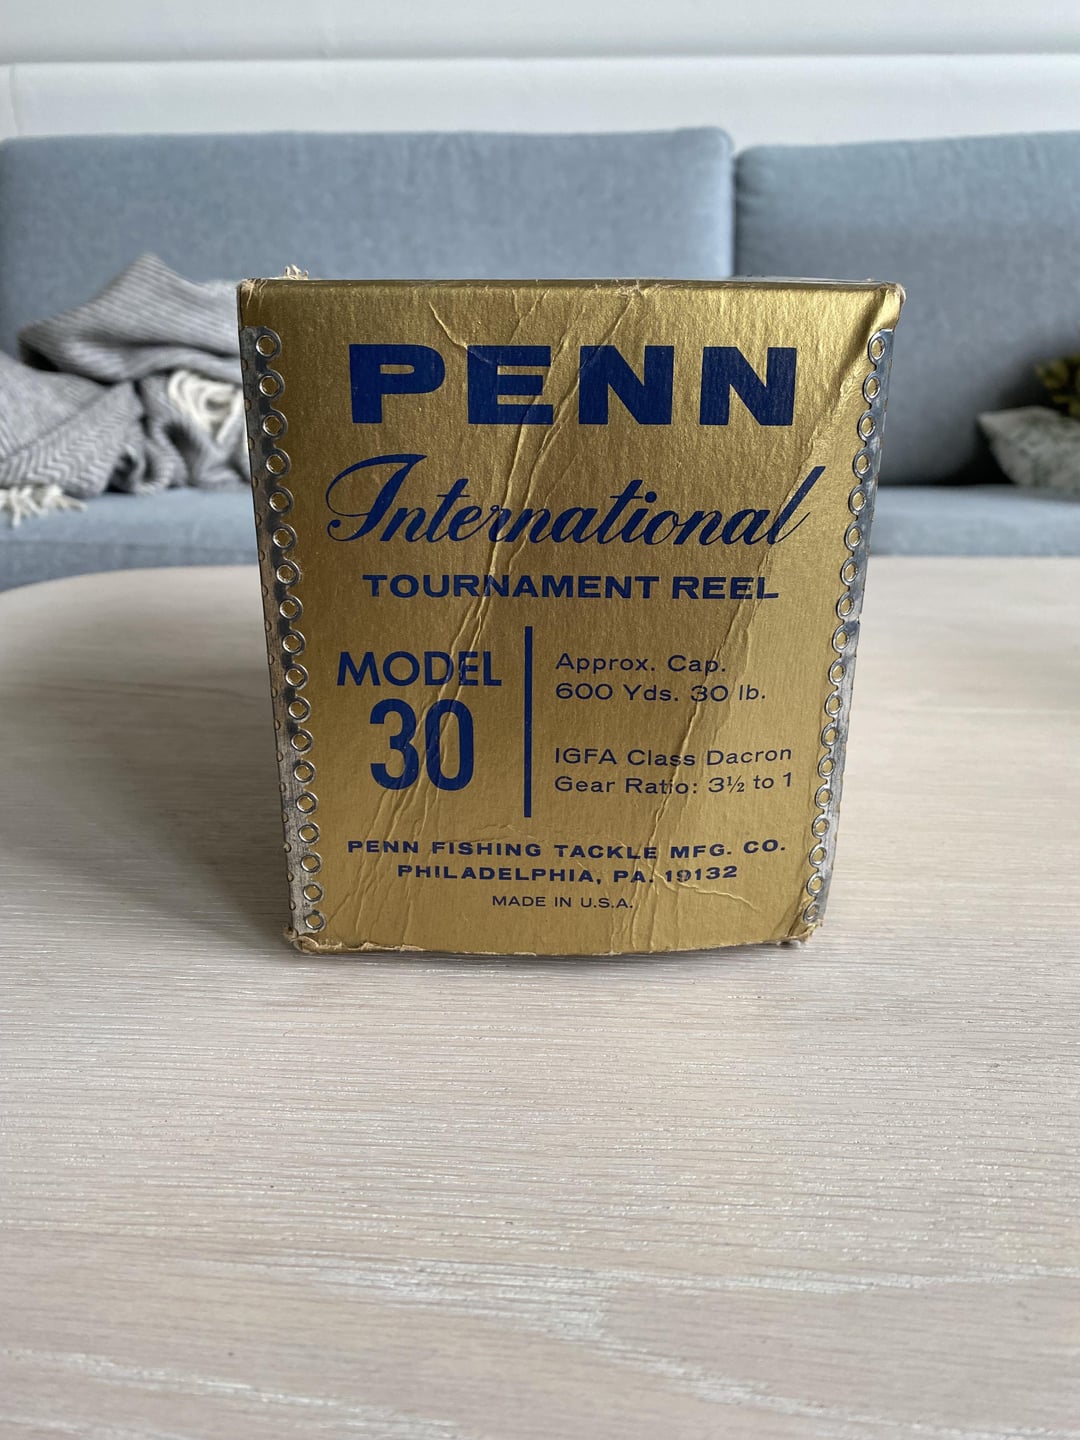 PENN
International
TOURNAMENT REEL
MODEL
30
Approx. Cap.
600 Yds. 30 lb.
IGFA Class Dacron
Gear Ratio: 3½ to 1
PENN FISHING TACKLE MFG. CO.
PHILADELPHIA, PA. 19132
MADE IN U.S.A.